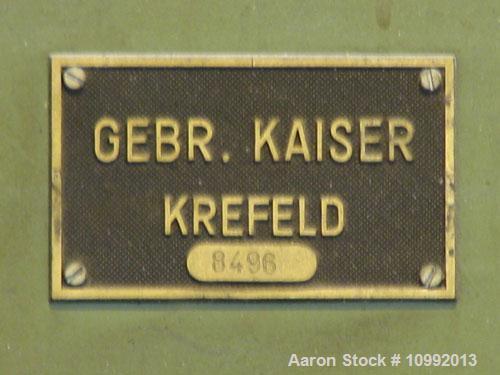 GEBR. KAISER
KREFELD
8496
Aaron Stock # 10992013